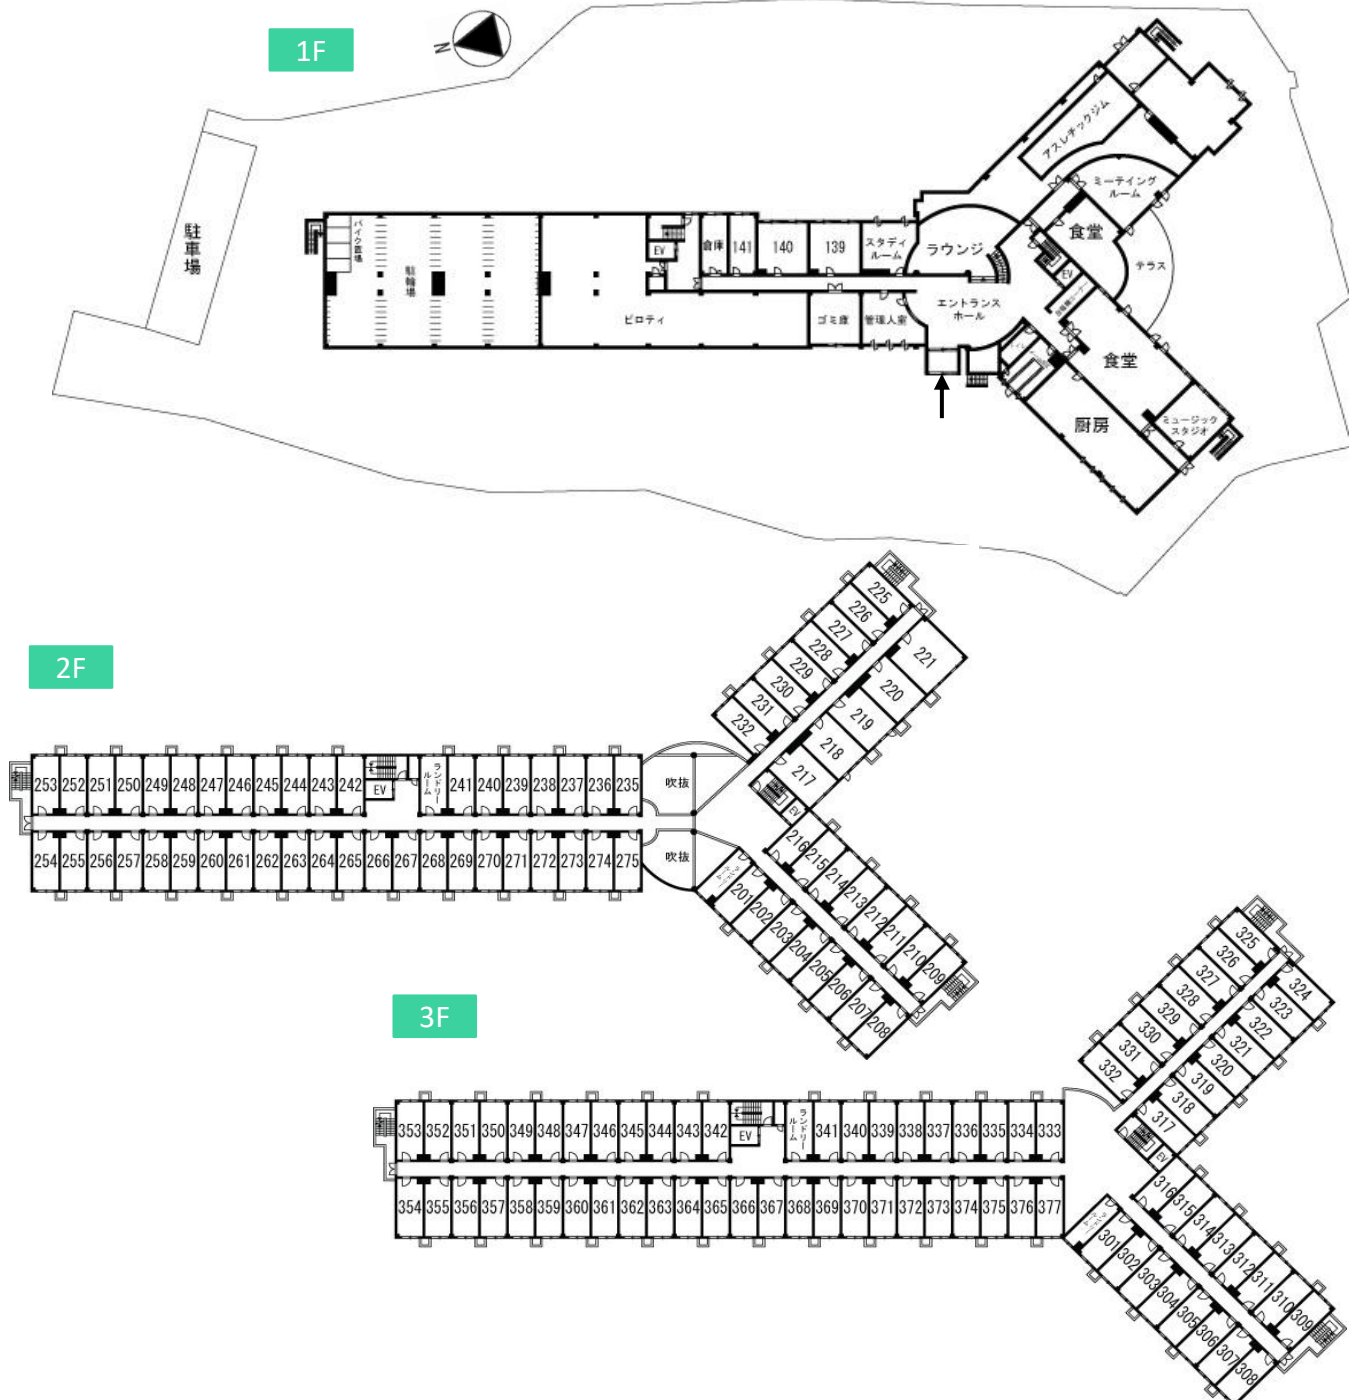 1F
N
駐車場
バイク置場
駐輪場
ピロティ
EV
倉庫
141
140
139
スタディ
ルーム
ラウンジ
エントランス
ホール
ゴミ庫
管理人室
アスレチックジム
ミーティング
ルーム
食堂
テラス
EV
食堂
厨房
ミュージック
スタジオ
2F
225
226
227
228
229
230
231
232
221
220
219
218
217
253 252 251 250 249 248 247 246 245 244 243 242
EV
ランドリー
ルーム
241 240 239 238 237 236 235
吹抜
254 255 256 257 258 259 260 261 262 263 264 265 266 267 268 269 270 271 272 273 274 275
吹抜
EV
216 215 214 213 212 211 210 209
201 202 203 204 205 206 207 208
3F
325
326
327
328
329
330
331
332
324
323
322
321
320
319
318
317
353 352 351 350 349 348 347 346 345 344 343 342
EV
ランドリー
ルーム
341 340 339 338 337 336 335 334 333
354 355 356 357 358 359 360 361 362 363 364 365 366 367 368 369 370 371 372 373 374 375 376 377
EV
316 315 314 313 312 311 310 309
301 302 303 304 305 306 307 308